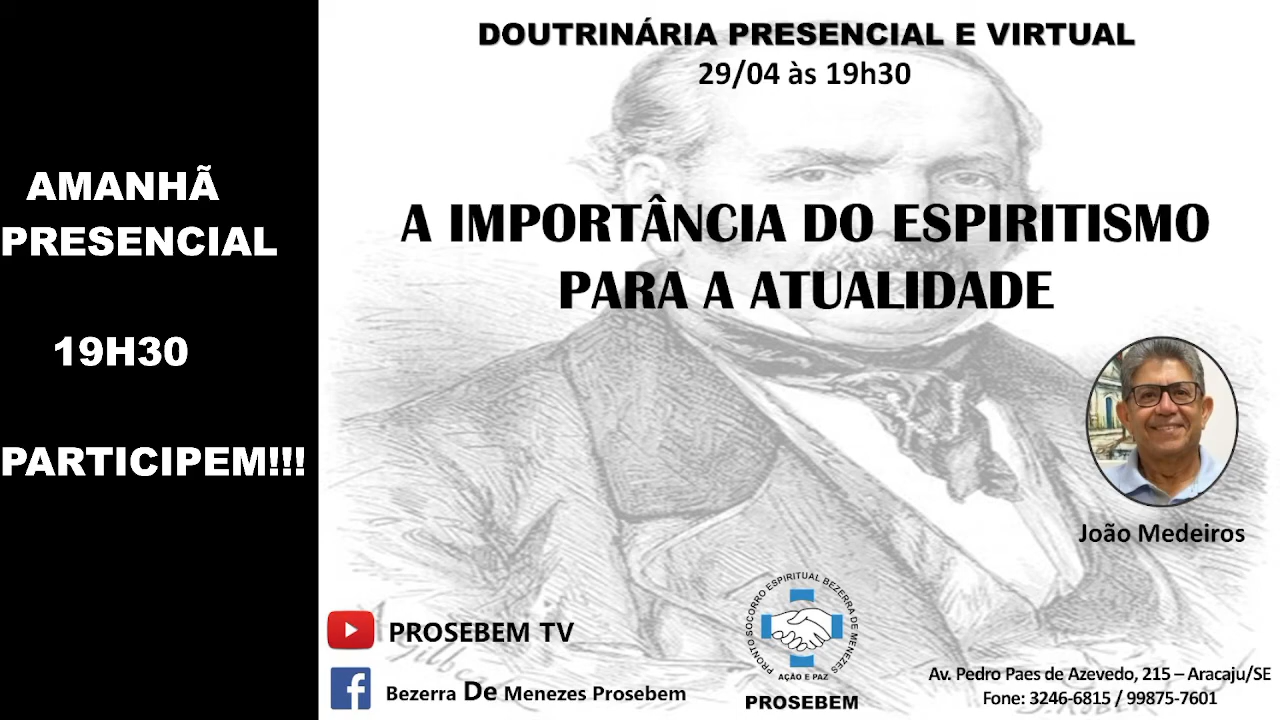 AMANHÃ
PRESENCIAL
19H30
PARTICIPEM!!!
DOUTRINÁRIA PRESENCIAL E VIRTUAL
29/04 às 19h30
A IMPORTÂNCIA DO ESPIRITISMO
PARA A ATUALIDADE
João Medeiros
PROSEBEM TV
Bezerra De Menezes Prosebem
PRONTO SOCORRO ESPIRITUAL BEZERRA DE MENEZES
AÇÃO E PAZ
PROSEBEM
Av. Pedro Paes de Azevedo, 215 – Aracaju/SE
Fone: 3246-6815 / 99875-7601